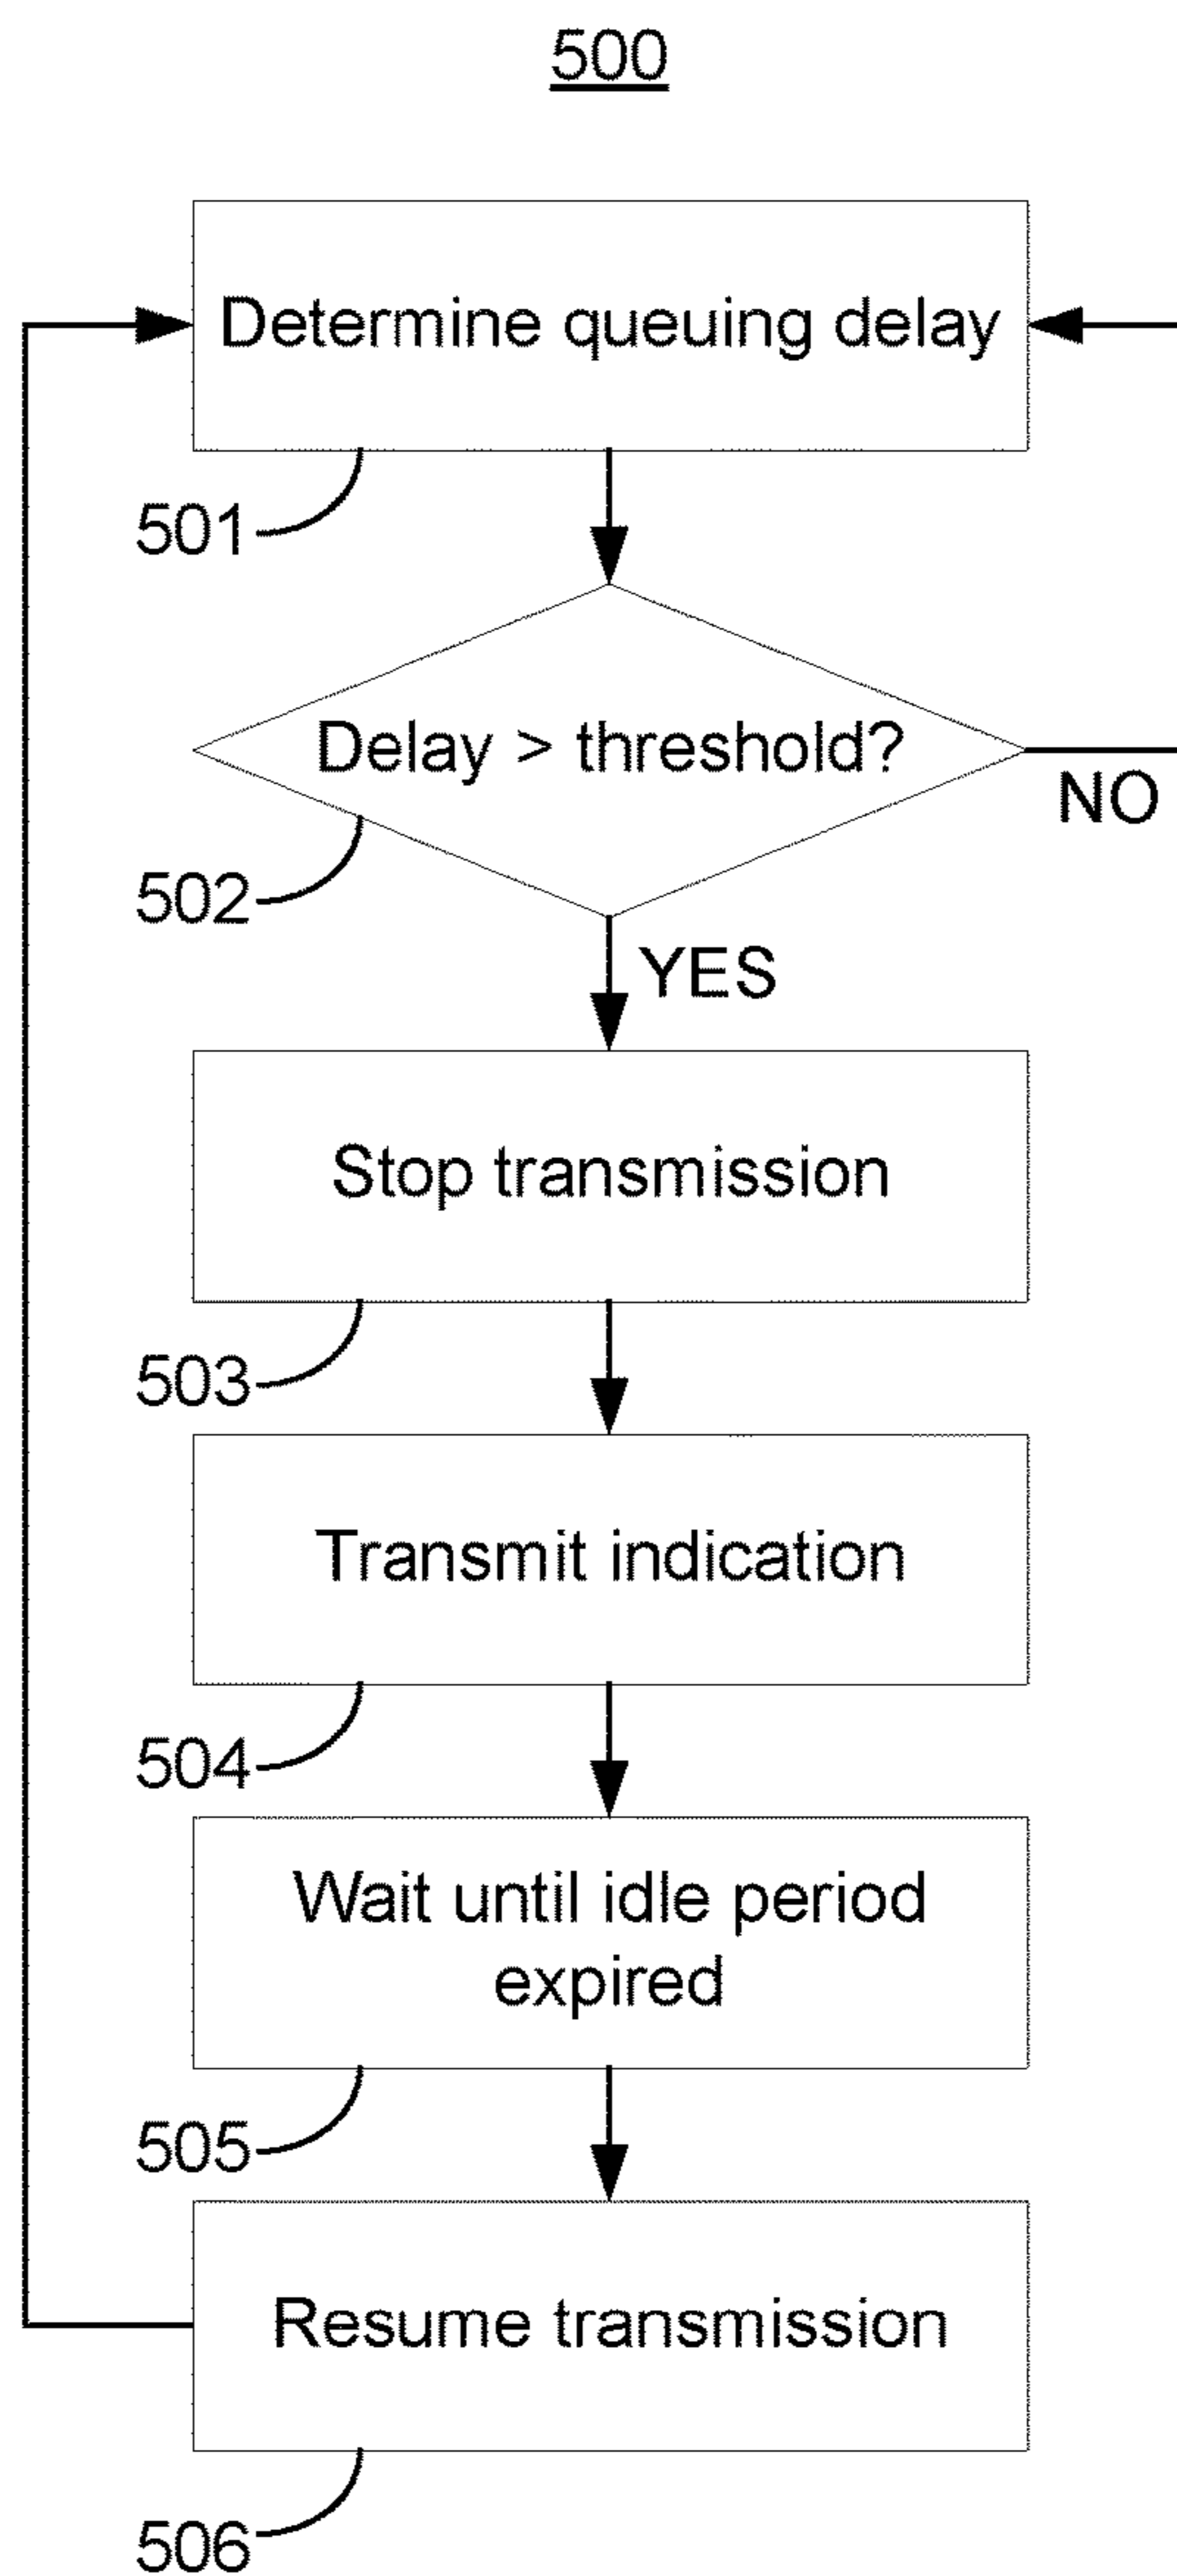 500
Determine queuing delay
501
Delay > threshold?
NO
502
YES
Stop transmission
503
Transmit indication
504
Wait until idle period
expired
505
Resume transmission
506